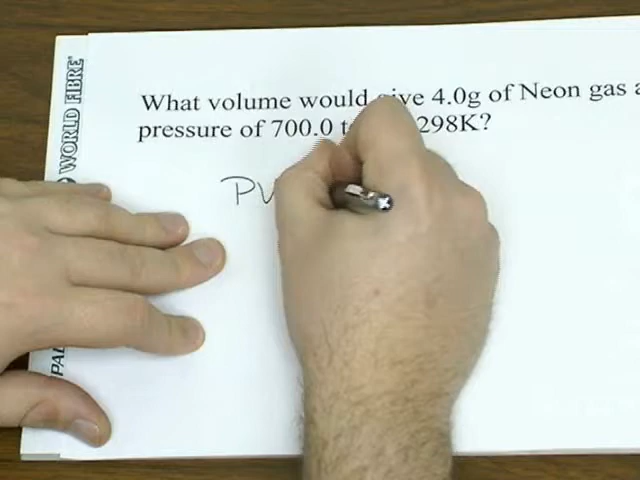 WORLD FIBRE
What volume would give 4.0g of Neon gas a
pressure of 700.0 298K?
PV